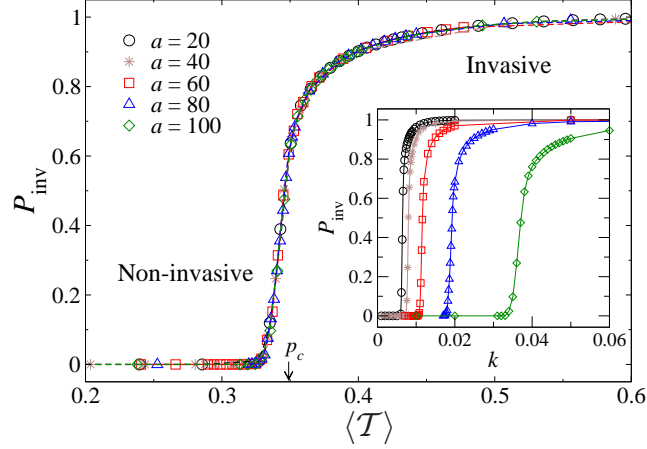 1
0.8
0.6
0.4
0.2
0
P_inv
a = 20
a = 40
a = 60
a = 80
a = 100
Invasive
Non-invasive
p_c
0.2
0.3
0.4
0.5
0.6
⟨𝒯⟩
1
0.8
0.6
0.4
0.2
0
P_inv
0
0.02
0.04
0.06
k